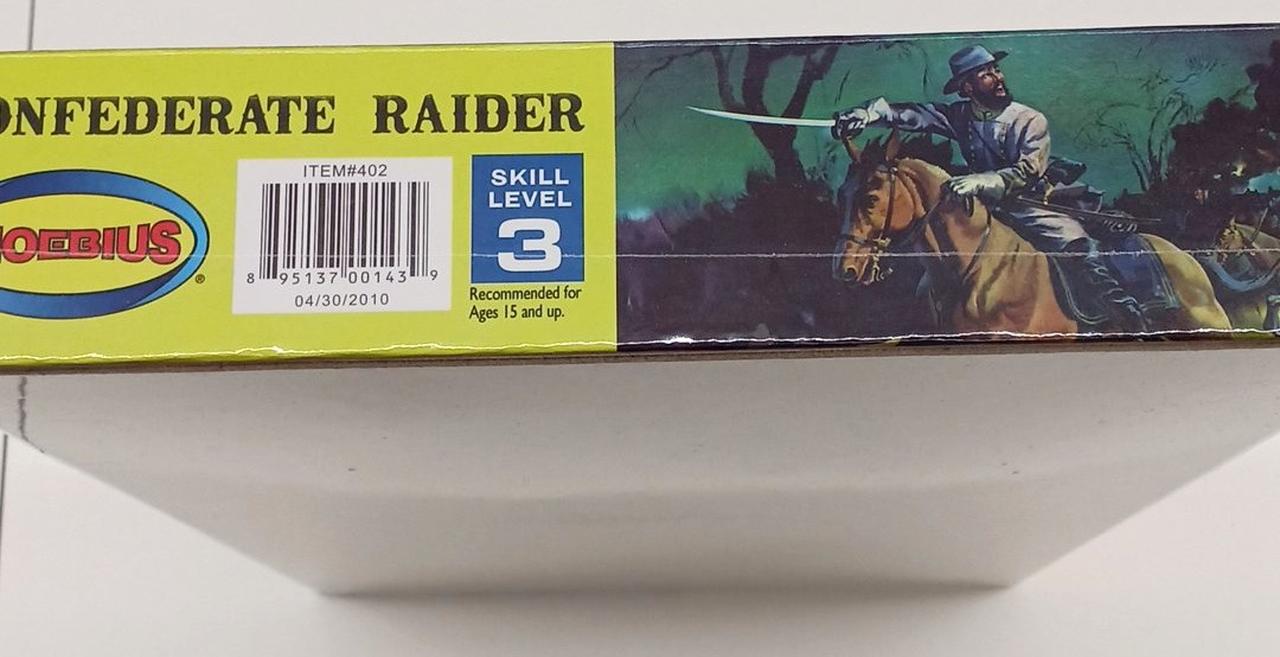 ONFEDERATE RAIDER
MOEBIUS®
ITEM#402
8 95137 00143 9
04/30/2010
SKILL
LEVEL
3
Recommended for
Ages 15 and up.